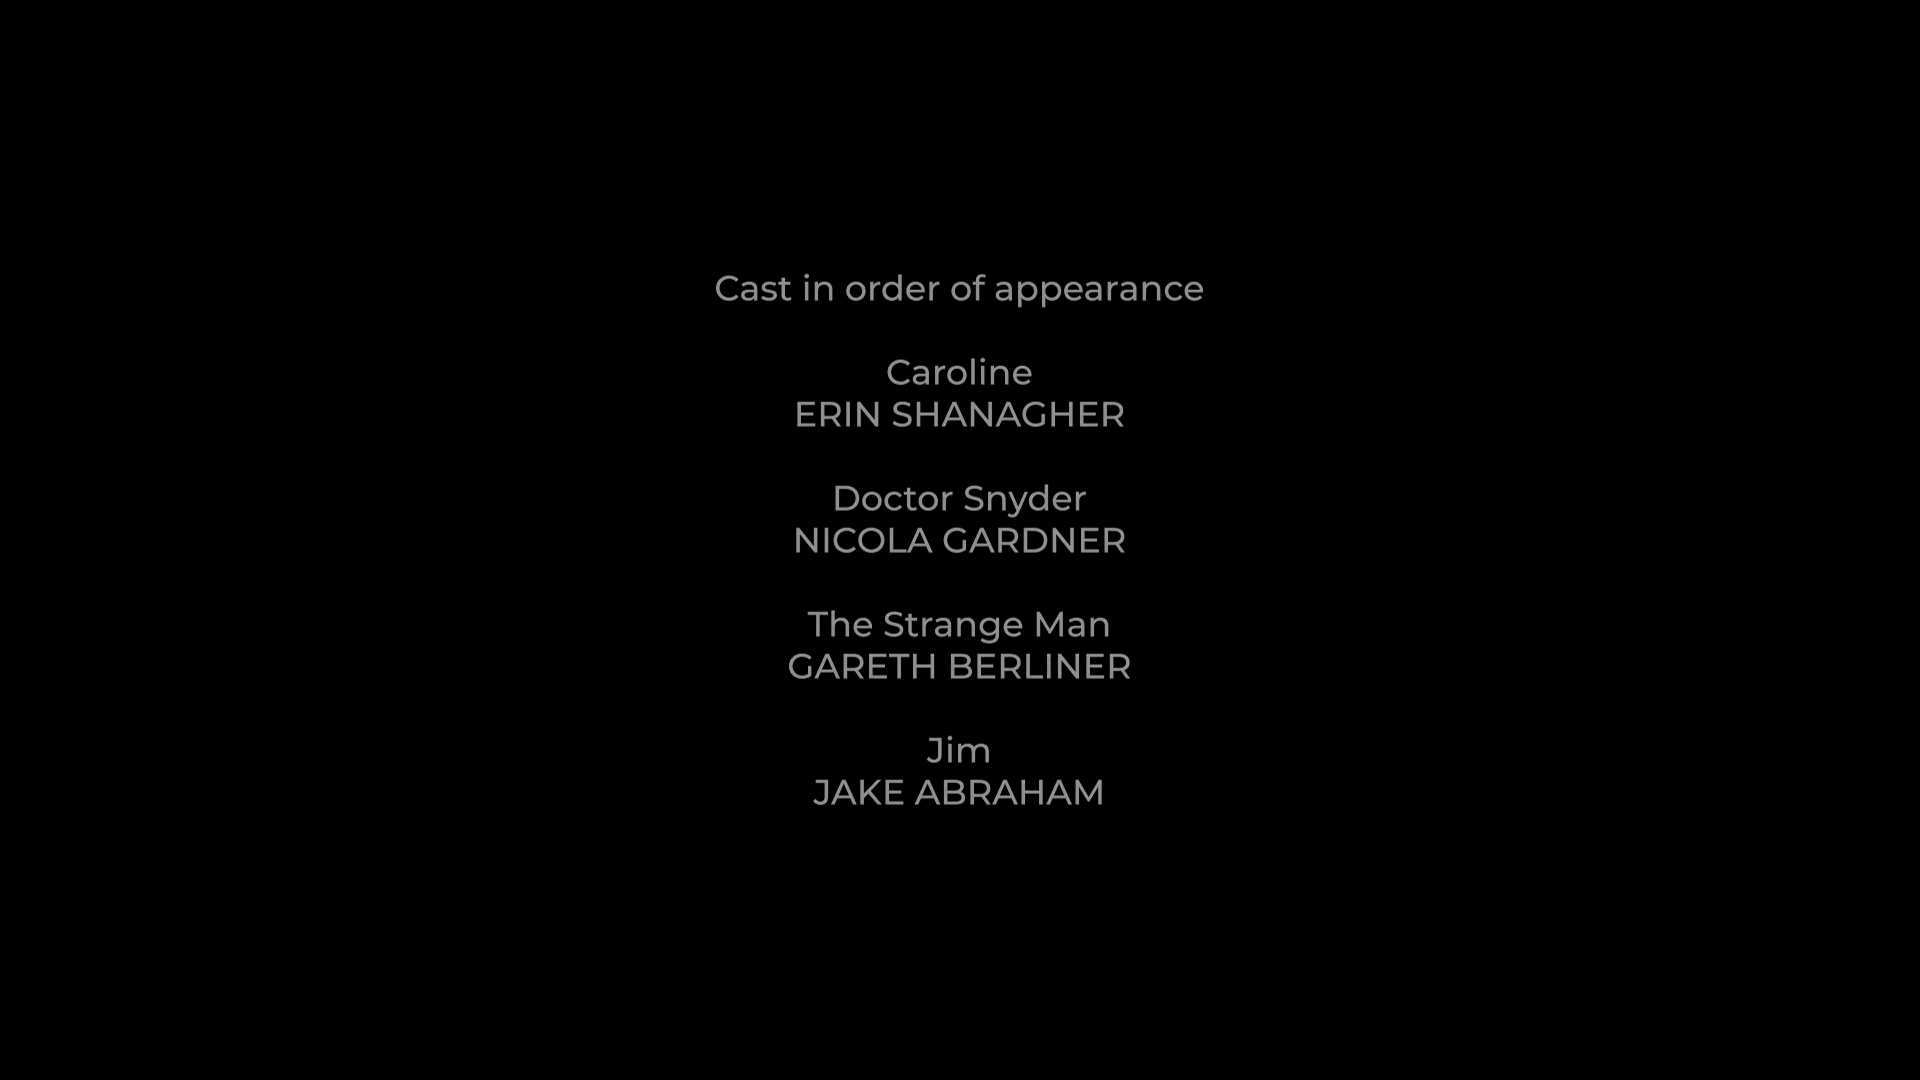 Cast in order of appearance
Caroline
ERIN SHANAGHER
Doctor Snyder
NICOLA GARDNER
The Strange Man
GARETH BERLINER
Jim
JAKE ABRAHAM